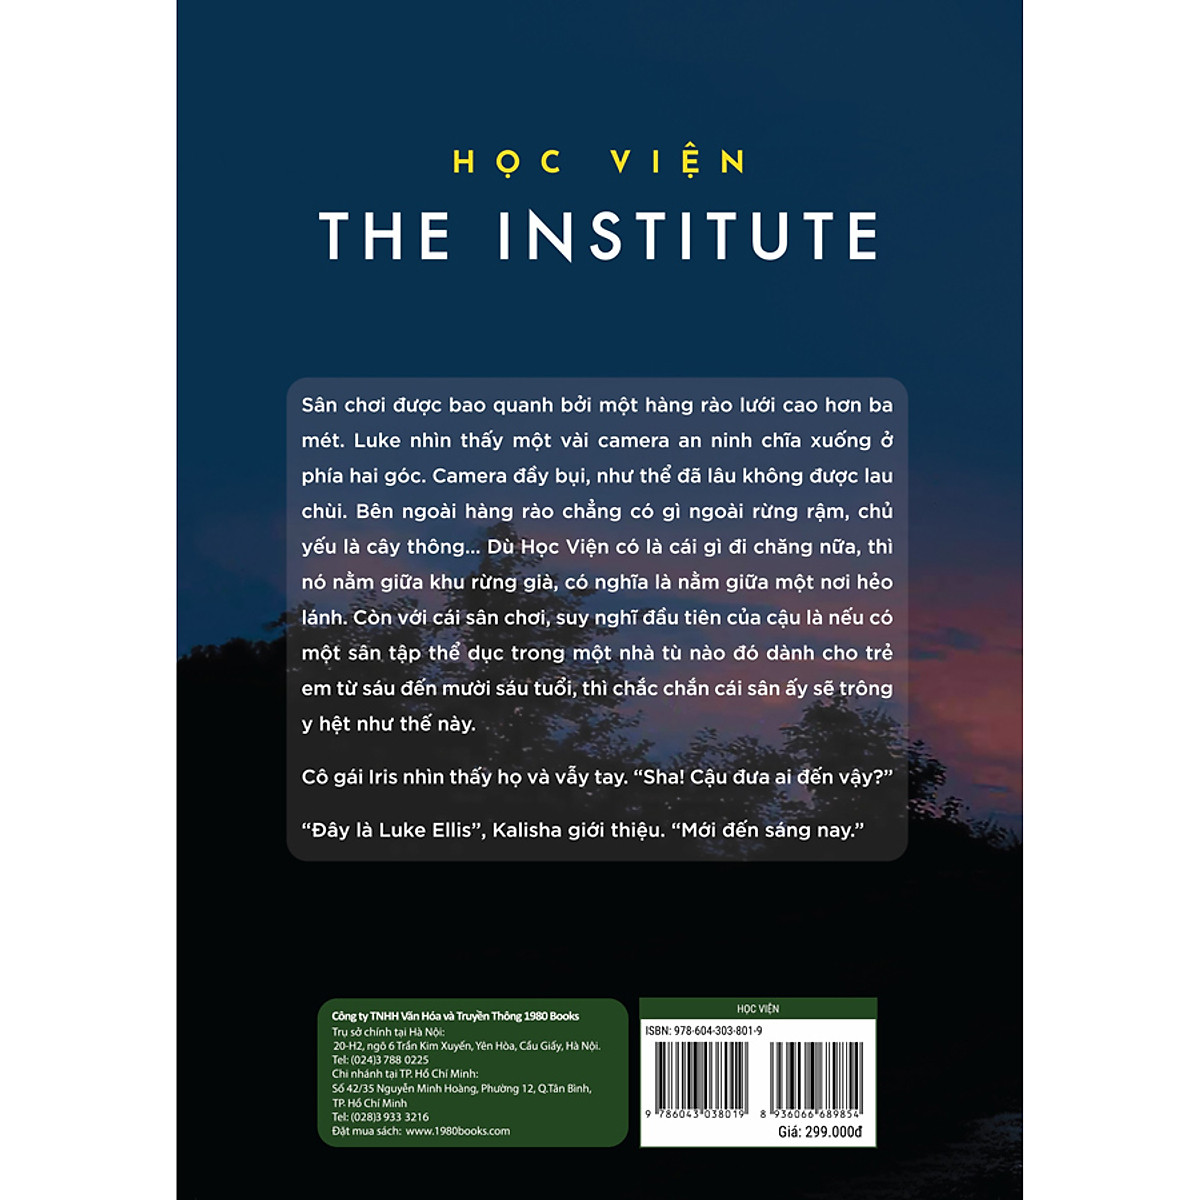 HỌC VIỆN
THE INSTITUTE
Sân chơi được bao quanh bởi một hàng rào lưới cao hơn ba
mét. Luke nhìn thấy một vài camera an ninh chĩa xuống ở
phía hai góc. Camera đầy bụi, như thể đã lâu không được lau
chùi. Bên ngoài hàng rào chẳng có gì ngoài rừng rậm, chủ
yếu là cây thông... Dù Học Viện có là cái gì đi chăng nữa, thì
nó nằm giữa khu rừng già, có nghĩa là nằm giữa một nơi hẻo
lánh. Còn với cái sân chơi, suy nghĩ đầu tiên của cậu là nếu có
một sân tập thể dục trong một nhà tù nào đó dành cho trẻ
em từ sáu đến mười sáu tuổi, thì chắc chắn cái sân ấy sẽ trông
y hệt như thế này.
Cô gái Iris nhìn thấy họ và vẫy tay. “Sha! Cậu đưa ai đến vậy?”
“Đây là Luke Ellis”, Kalisha giới thiệu. “Mới đến sáng nay.”
Công ty TNHH Văn Hóa và Truyền Thông 1980 Books
Trụ sở chính tại Hà Nội:
20-H2, ngõ 6 Trần Kim Xuyến, Yên Hòa, Cầu Giấy, Hà Nội.
Tel: (024)3 788 0225
Chi nhánh tại TP. Hồ Chí Minh:
Số 42/35 Nguyễn Minh Hoàng, Phường 12, Q.Tân Bình,
TP. Hồ Chí Minh
Tel: (028)3 933 3216
Đặt mua sách: www.1980books.com
HỌC VIỆN
ISBN: 978-604-303-801-9
9 786043 038019 8 936066 689854
Giá: 299.000đ